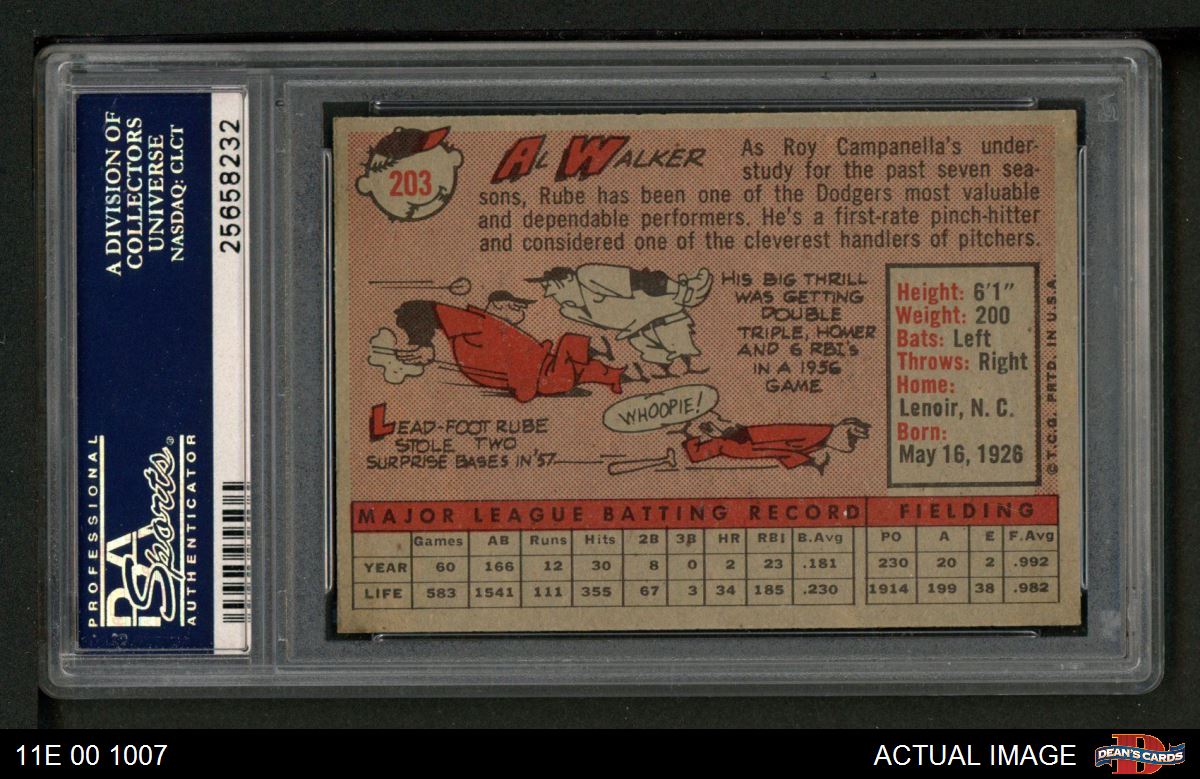 A DIVISION OF
COLLECTORS
UNIVERSE
NASDAQ: CLCT
25658232
PROFESSIONAL
PSA
Sports®
AUTHENTICATOR
203
AL WALKER
As Roy Campanella's under-
study for the past seven sea-
sons, Rube has been one of the Dodgers most valuable
and dependable performers. He's a first-rate pinch-hitter
and considered one of the cleverest handlers of pitchers.
HIS BIG THRILL
WAS GETTING
DOUBLE
TRIPLE, HOMER
AND 6 RBI'S
IN A 1956
GAME
LEAD-FOOT RUBE
STOLE TWO
SURPRISE BASES IN '57
WHOOPIE!
Height: 6'1"
Weight: 200
Bats: Left
Throws: Right
Home:
Lenoir, N. C.
Born:
May 16, 1926
© T.C.G. PRTD. IN U.S.A.
MAJOR LEAGUE BATTING RECORD FIELDING
Games AB Runs Hits 2B 3B HR RBI B.Avg PO A E F.Avg
YEAR 60 166 12 30 8 0 2 23 .181 230 20 2 .992
LIFE 583 1541 111 355 67 3 34 185 .230 1914 199 38 .982
11E 00 1007
ACTUAL IMAGE
D
DEAN'S CARDS